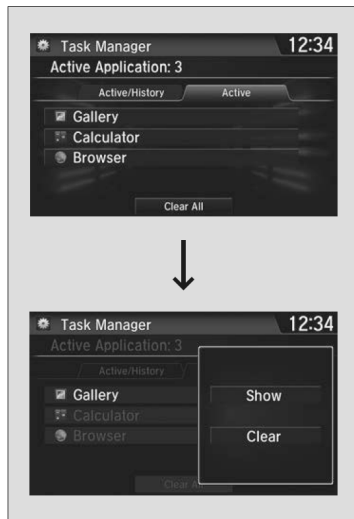 Task Manager 12:34
Active Application: 3
Active/History Active
Gallery
Calculator
Browser
Clear All
Task Manager 12:34
Active Application: 3
Active/History
Gallery Show
Calculator
Browser Clear
Clear All